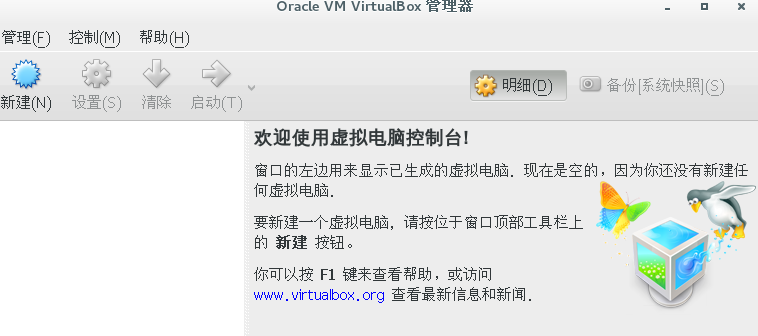 Oracle VM VirtualBox 管理器
管理(F) 控制(M) 帮助(H)
新建(N) 设置(S) 清除 启动(T) 明细(D) 备份[系统快照](S)
欢迎使用虚拟电脑控制台!
窗口的左边用来显示已生成的虚拟电脑. 现在是空的，因为你还没有新建任
何虚拟电脑.
要新建一个虚拟电脑, 请按位于窗口顶部工具栏上
的 新建 按钮。
你可以按 F1 键来查看帮助，或访问
www.virtualbox.org 查看最新信息和新闻.